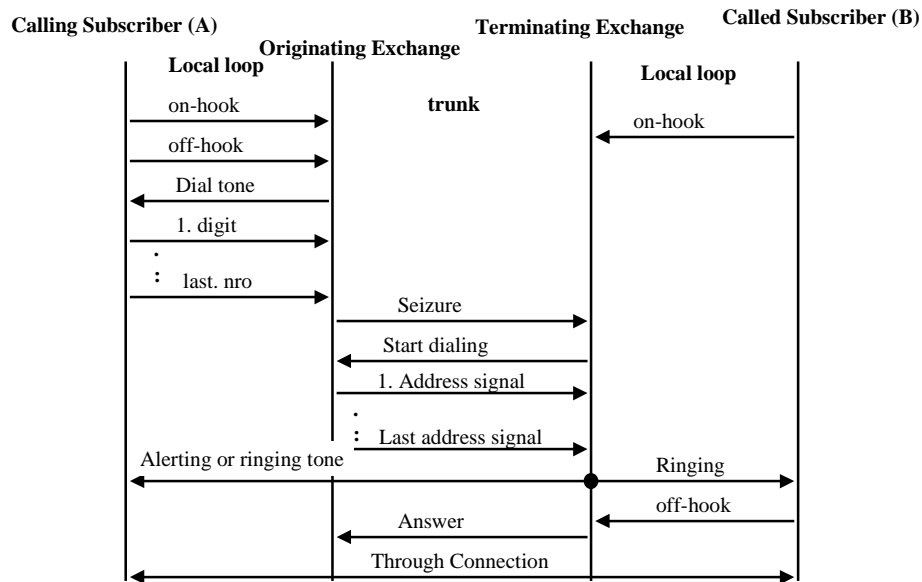 Calling Subscriber (A)
Originating Exchange
Terminating Exchange
Called Subscriber (B)
Local loop
trunk
Local loop
on-hook
on-hook
off-hook
Dial tone
1. digit
last. nro
Seizure
Start dialing
1. Address signal
Last address signal
Alerting or ringing tone
Ringing
off-hook
Answer
Through Connection